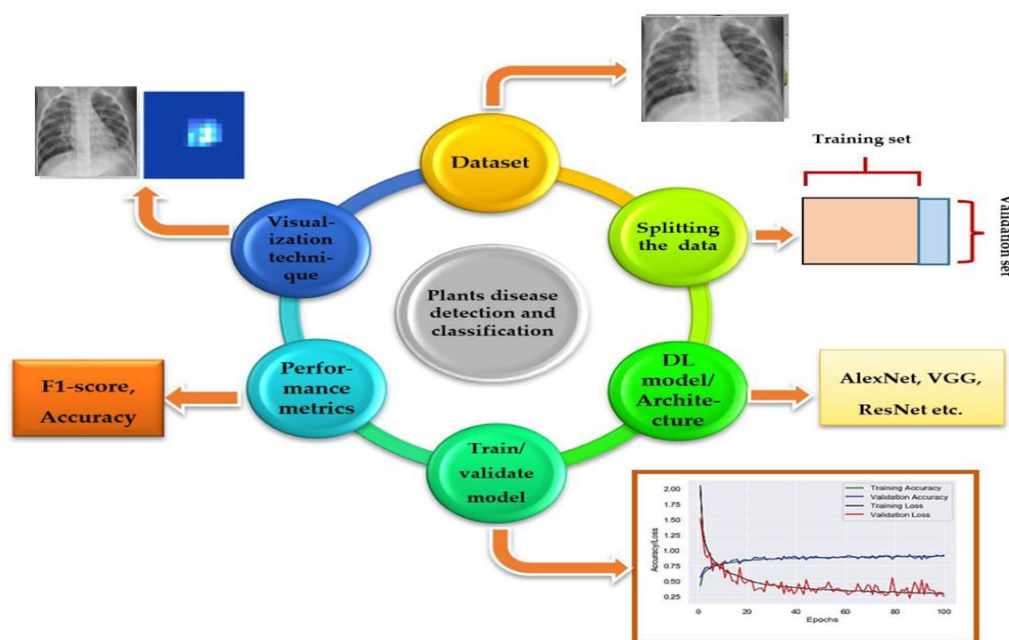 Dataset
Training set
Splitting
the data
Validation set
Visual-
ization
techni-
que
Plants disease
detection and
classification
DL
model/
Archite-
cture
AlexNet, VGG,
ResNet etc.
Perfor-
mance
metrics
F1-score,
Accuracy
Train/
validate
model
Training Accuracy
Validation Accuracy
Training Loss
Validation Loss
2.00
1.75
1.50
1.25
1.00
0.75
0.50
0.25
Accuracy/Loss
0
20
40
60
80
100
Epochs